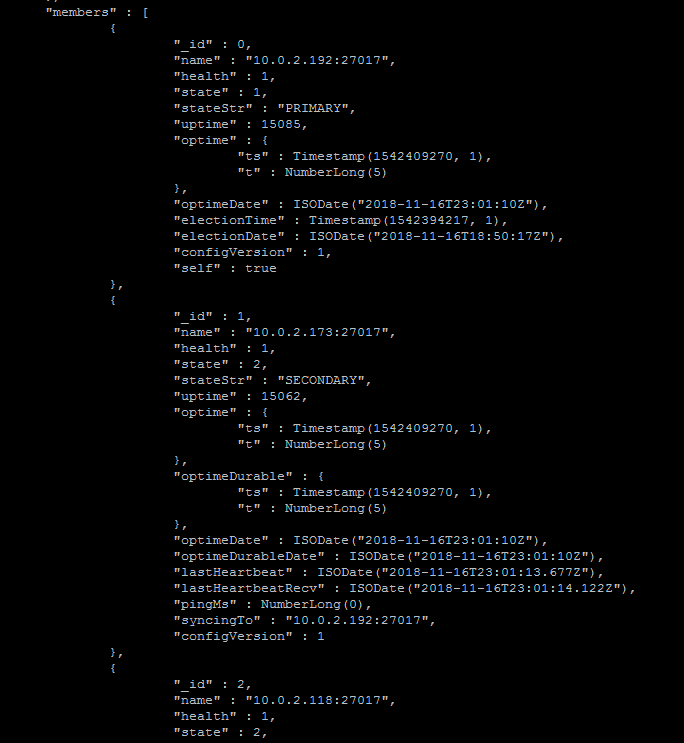 "members" : [
{
"_id" : 0,
"name" : "10.0.2.192:27017",
"health" : 1,
"state" : 1,
"stateStr" : "PRIMARY",
"uptime" : 15085,
"optime" : {
"ts" : Timestamp(1542409270, 1),
"t" : NumberLong(5)
},
"optimeDate" : ISODate("2018-11-16T23:01:10Z"),
"electionTime" : Timestamp(1542394217, 1),
"electionDate" : ISODate("2018-11-16T18:50:17Z"),
"configVersion" : 1,
"self" : true
},
{
"_id" : 1,
"name" : "10.0.2.173:27017",
"health" : 1,
"state" : 2,
"stateStr" : "SECONDARY",
"uptime" : 15062,
"optime" : {
"ts" : Timestamp(1542409270, 1),
"t" : NumberLong(5)
},
"optimeDurable" : {
"ts" : Timestamp(1542409270, 1),
"t" : NumberLong(5)
},
"optimeDate" : ISODate("2018-11-16T23:01:10Z"),
"optimeDurableDate" : ISODate("2018-11-16T23:01:10Z"),
"lastHeartbeat" : ISODate("2018-11-16T23:01:13.677Z"),
"lastHeartbeatRecv" : ISODate("2018-11-16T23:01:14.122Z"),
"pingMs" : NumberLong(0),
"syncingTo" : "10.0.2.192:27017",
"configVersion" : 1
},
{
"_id" : 2,
"name" : "10.0.2.118:27017",
"health" : 1,
"state" : 2,